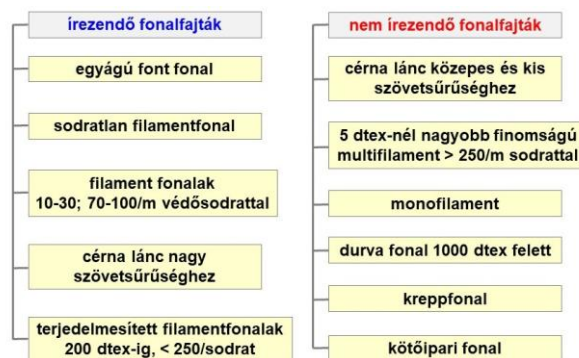 írezendő fonalfajták
egyágú font fonal
sodratlan filamentfonal
filament fonalak
10-30; 70-100/m védősodrattal
cérna lánc nagy
szövetsűrűséghez
terjedelmesített filamentfonalak
200 dtex-ig, < 250/sodrat
nem írezendő fonalfajták
cérna lánc közepes és kis
szövetsűrűséghez
5 dtex-nél nagyobb finomságú
multifilament > 250/m sodrattal
monofilament
durva fonal 1000 dtex felett
kreppfonal
kötőipari fonal